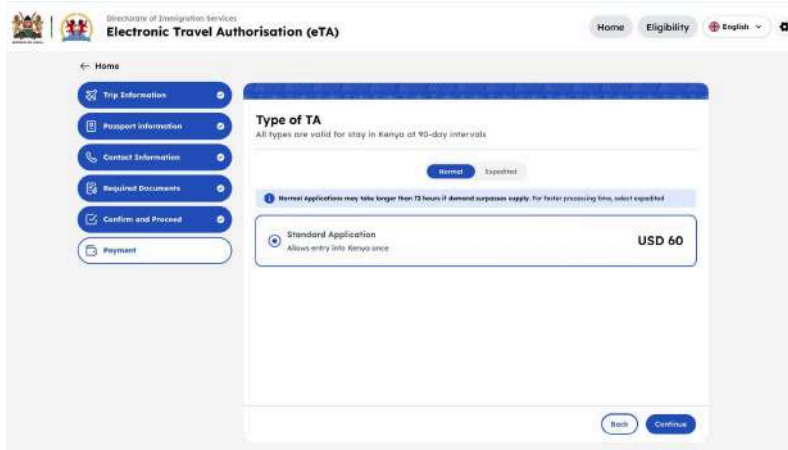 Directorate of Immigration Services
Electronic Travel Authorisation (eTA)
Home
Eligibility
English
← Home
Trip Information
Passport information
Contact Information
Required Documents
Confirm and Proceed
Payment
Type of TA
All types are valid for stay in Kenya at 90-day intervals
Normal
Expedited
Normal Applications may take longer than 72 hours if demand surpasses supply. For faster processing time, select expedited
Standard Application
USD 60
Allows entry into Kenya once
Back
Continue